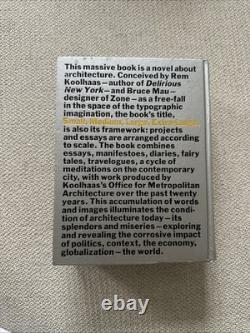 This massive book is a novel about
architecture. Conceived by Rem
Koolhaas—author of Delirious
New York—and Bruce Mau—
designer of Zone—as a free-fall
in the space of the typographic
imagination, the book's title,
Small, Medium, Large, Extra-Large,
is also its framework: projects
and essays are arranged according
to scale. The book combines
essays, manifestoes, diaries, fairy
tales, travelogues, a cycle of
meditations on the contemporary
city, with work produced by
Koolhaas's Office for Metropolitan
Architecture over the past twenty
years. This accumulation of words
and images illuminates the condi-
tion of architecture today—its
splendors and miseries—exploring
and revealing the corrosive impact
of politics, context, the economy,
globalization—the world.
ebay